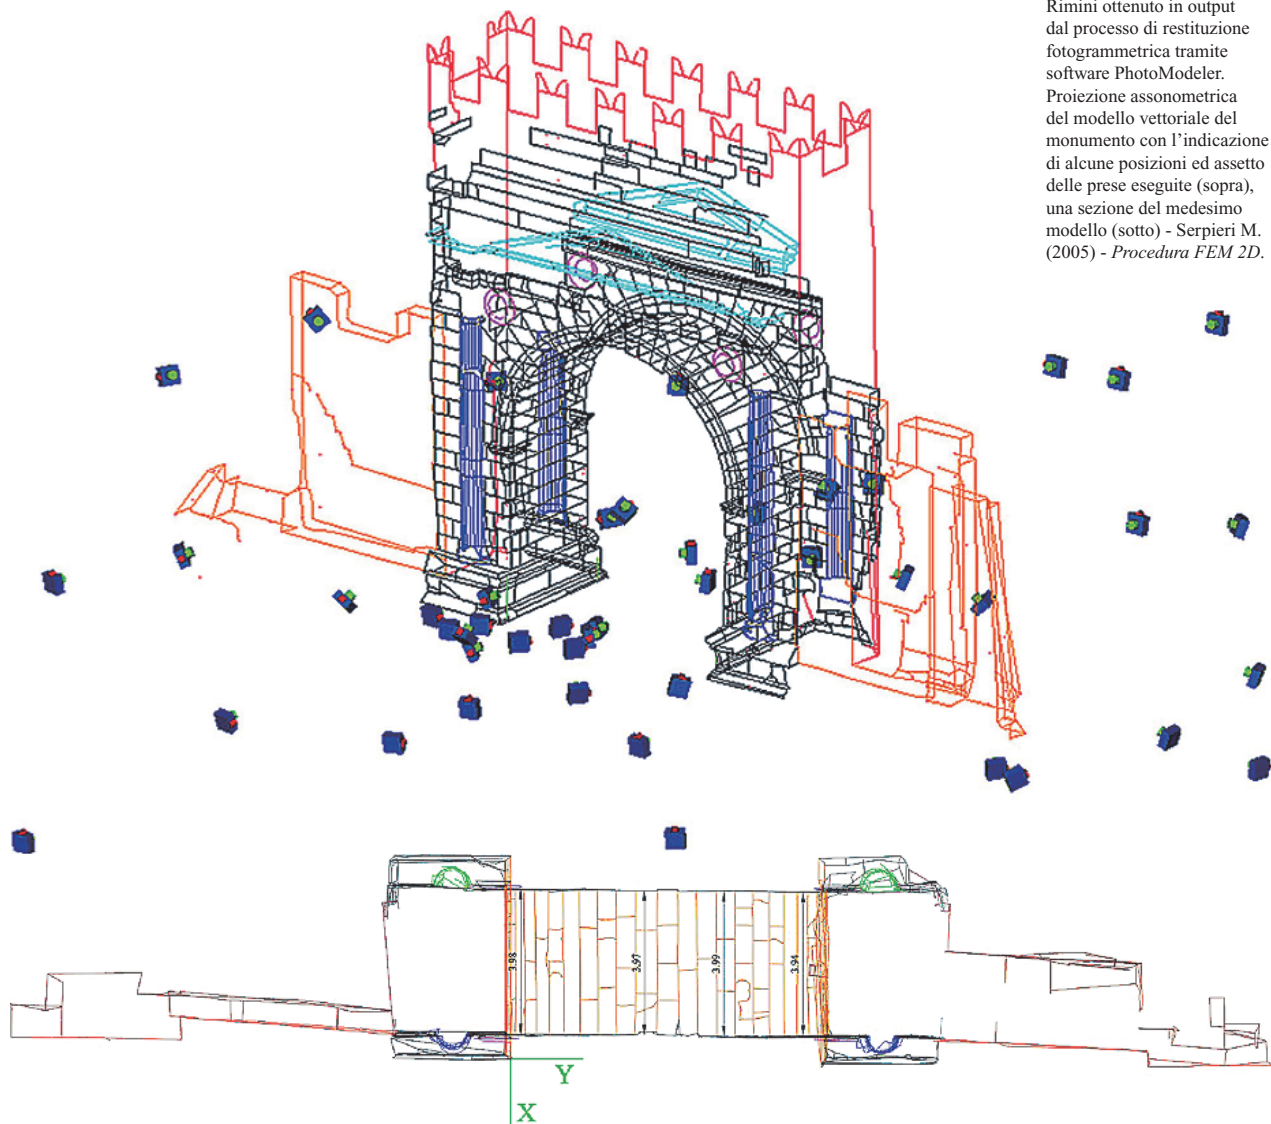 Rimini ottenuto in output
dal processo di restituzione
fotogrammetrica tramite
software PhotoModeler.
Proiezione assonometrica
del modello vettoriale del
monumento con l’indicazione
di alcune posizioni ed assetto
delle prese eseguite (sopra),
una sezione del medesimo
modello (sotto) - Serpieri M.
(2005) - Procedura FEM 2D.
3.98
3.97
3.99
3.94
Y
X